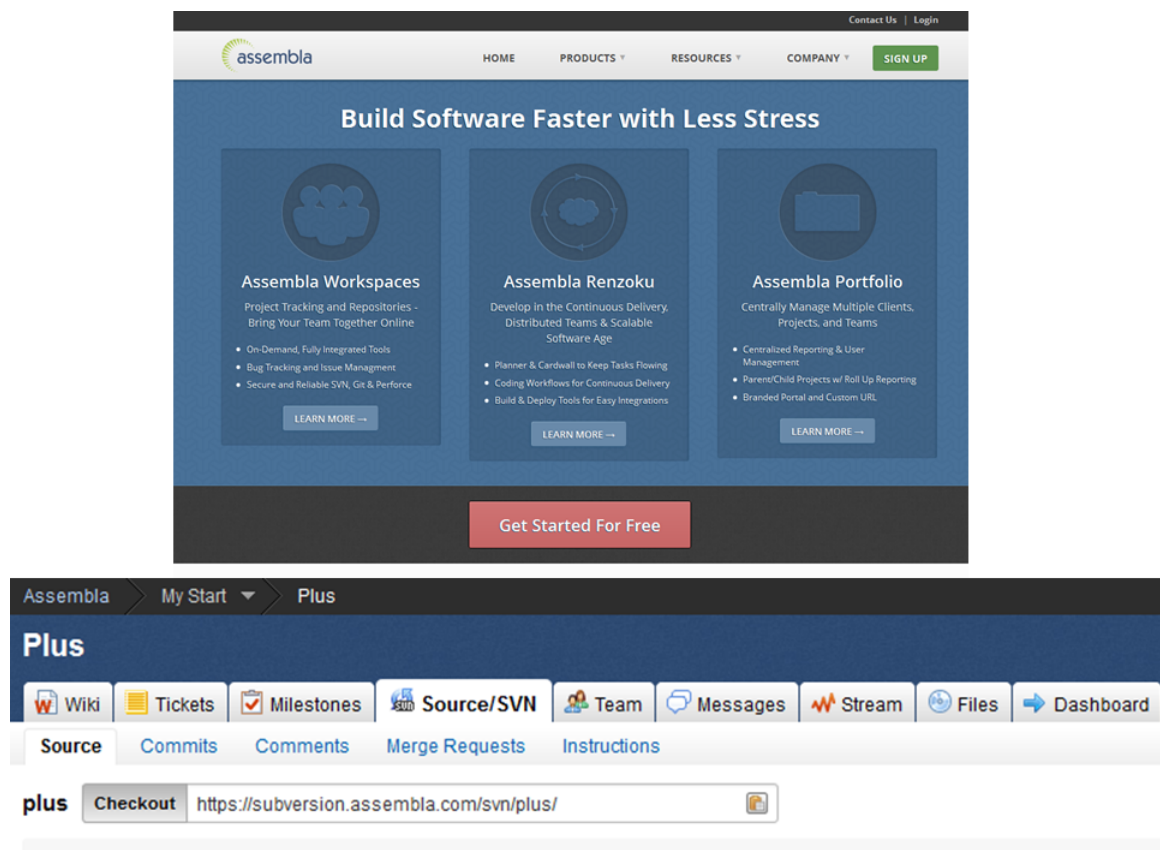 Contact Us | Login
assembla
HOME PRODUCTS RESOURCES COMPANY SIGN UP
Build Software Faster with Less Stress
Assembla Workspaces
Project Tracking and Repositories -
Bring Your Team Together Online
• On-Demand, Fully Integrated Tools
• Bug Tracking and Issue Managment
• Secure and Reliable SVN, Git & Perforce
LEARN MORE →
Assembla Renzoku
Develop in the Continuous Delivery,
Distributed Teams & Scalable
Software Age
• Planner & Cardwall to Keep Tasks Flowing
• Coding Workflows for Continuous Delivery
• Build & Deploy Tools for Easy Integrations
LEARN MORE →
Assembla Portfolio
Centrally Manage Multiple Clients,
Projects, and Teams
• Centralized Reporting & User
Management
• Parent/Child Projects w/ Roll Up Reporting
• Branded Portal and Custom URL
LEARN MORE →
Get Started For Free
Assembla My Start Plus
Plus
Wiki Tickets Milestones Source/SVN Team Messages Stream Files Dashboard
Source Commits Comments Merge Requests Instructions
plus Checkout https://subversion.assembla.com/svn/plus/